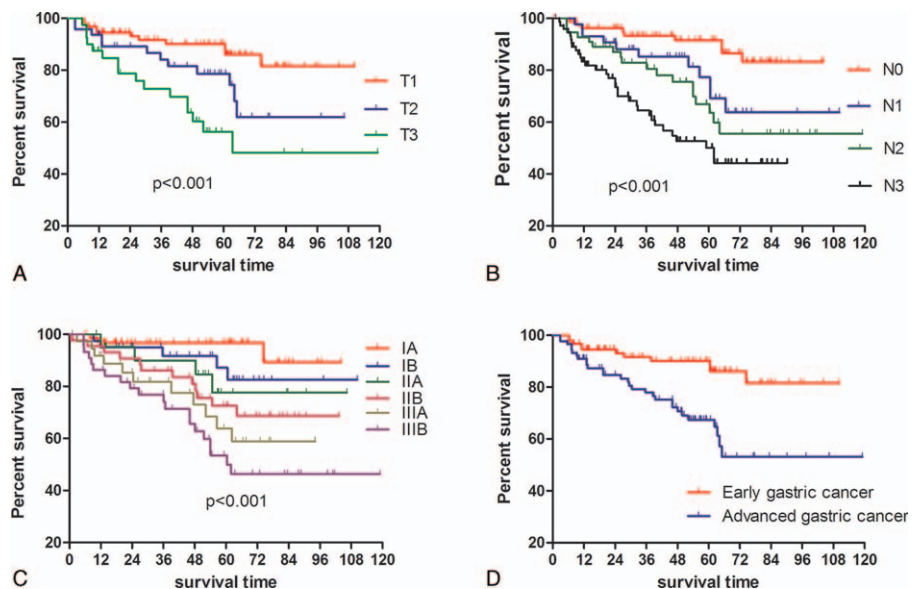 100
80
60
40
20
Percent survival
T1
T2
T3
p<0.001
0 12 24 36 48 60 72 84 96 108 120
survival time
A
100
80
60
40
20
Percent survival
N0
N1
N2
N3
p<0.001
0 12 24 36 48 60 72 84 96 108 120
survival time
B
100
80
60
40
20
Percent survival
IA
IB
IIA
IIB
IIIA
IIIB
p<0.001
0 12 24 36 48 60 72 84 96 108 120
survival time
C
100
80
60
40
20
Percent survival
Early gastric cancer
Advanced gastric cancer
0 12 24 36 48 60 72 84 96 108 120
survival time
D